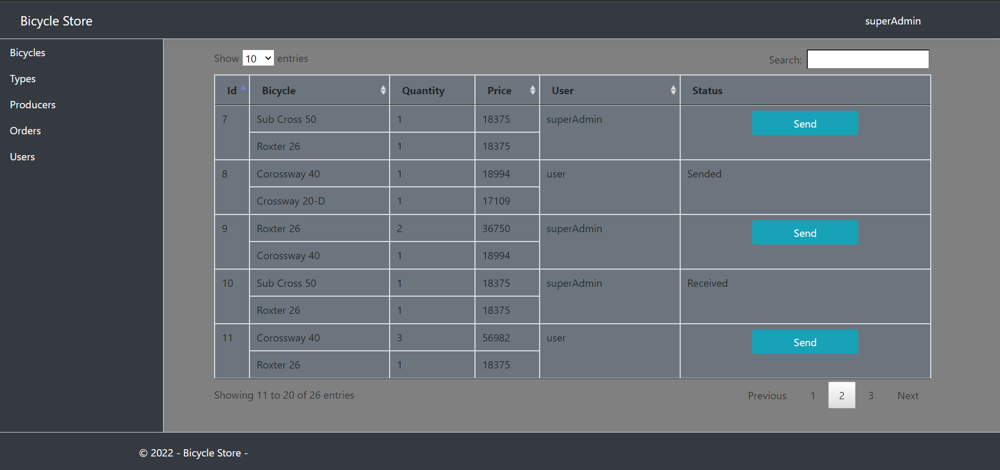 Bicycle Store superAdmin
Bicycles
Types
Producers
Orders
Users
Show 10 entries Search:
Id Bicycle Quantity Price User Status
7 Sub Cross 50 1 18375 superAdmin Send
Roxter 26 1 18375
8 Corossway 40 1 18994 user Sended
Crossway 20-D 1 17109
9 Roxter 26 2 36750 superAdmin Send
Corossway 40 1 18994
10 Sub Cross 50 1 18375 superAdmin Received
Roxter 26 1 18375
11 Corossway 40 3 56982 user Send
Roxter 26 1 18375
Showing 11 to 20 of 26 entries Previous 1 2 3 Next
© 2022 - Bicycle Store -